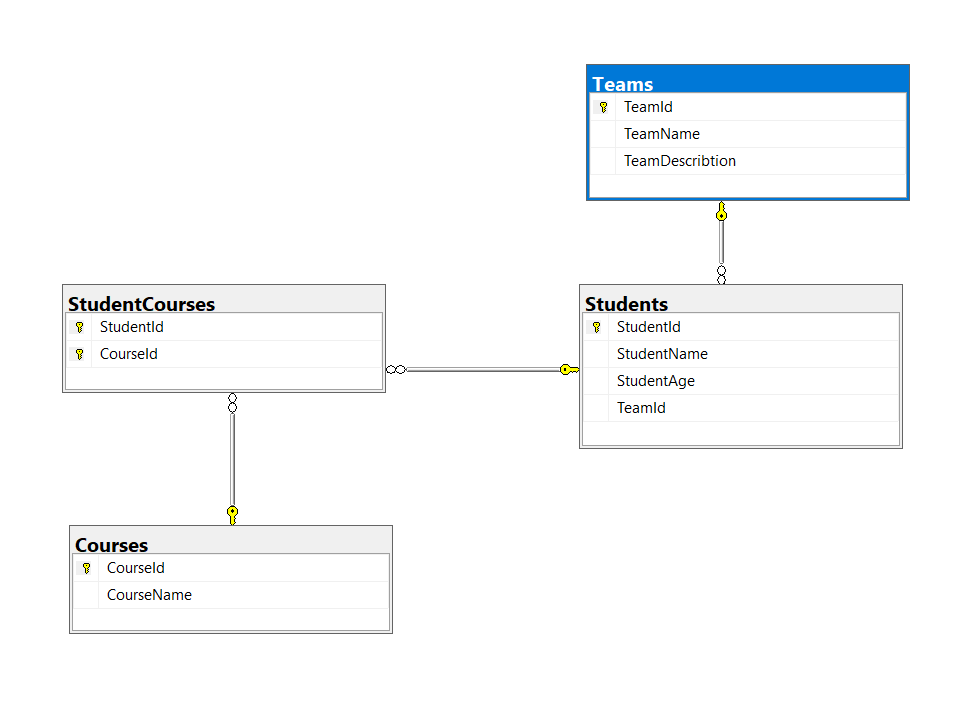 Teams
TeamId
TeamName
TeamDescribtion
StudentCourses
StudentId
CourseId
Students
StudentId
StudentName
StudentAge
TeamId
Courses
CourseId
CourseName